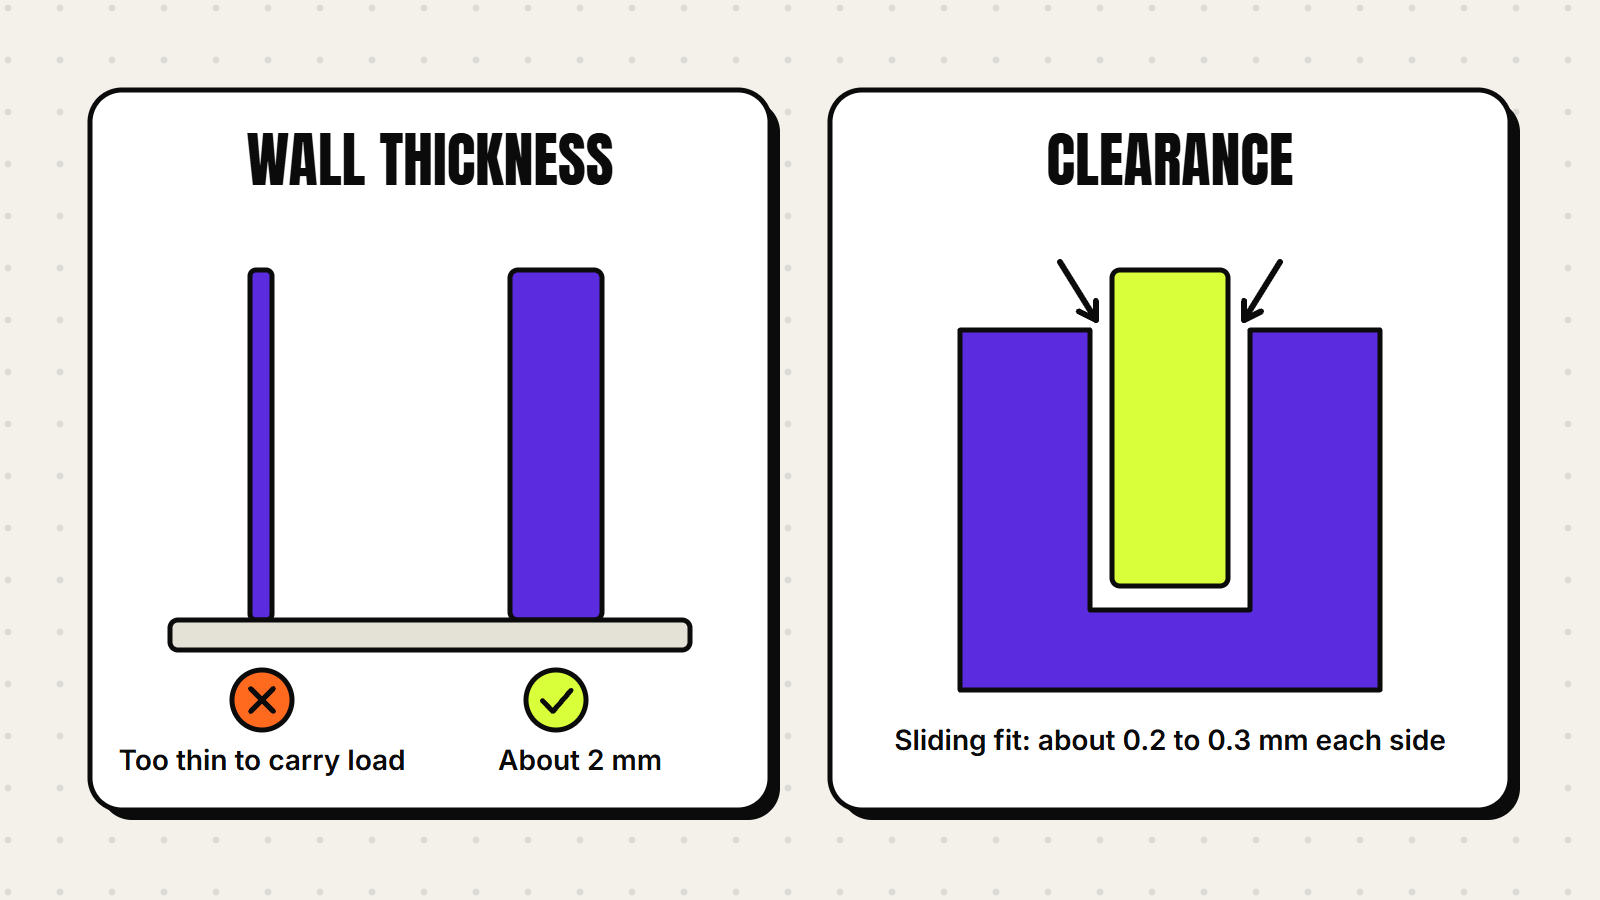 WALL THICKNESS
Too thin to carry load
About 2 mm
CLEARANCE
Sliding fit: about 0.2 to 0.3 mm each side